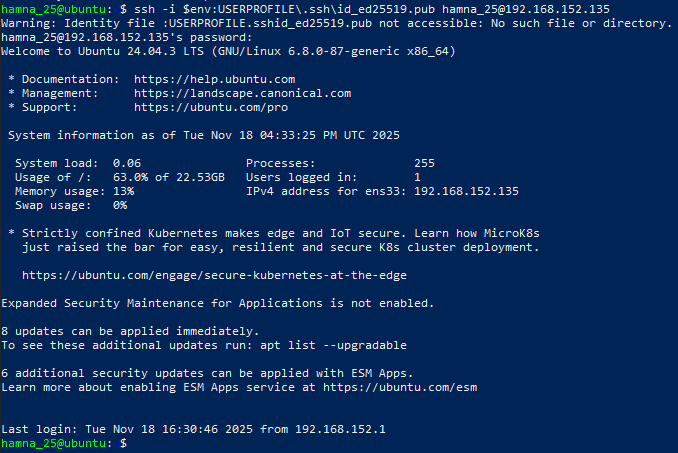 hamna_25@ubuntu: $ ssh -i $env:USERPROFILE\.ssh\id_ed25519.pub hamna_25@192.168.152.135
Warning: Identity file :USERPROFILE.sshid_ed25519.pub not accessible: No such file or directory.
hamna_25@192.168.152.135's password:
Welcome to Ubuntu 24.04.3 LTS (GNU/Linux 6.8.0-87-generic x86_64)
* Documentation: https://help.ubuntu.com
* Management: https://landscape.canonical.com
* Support: https://ubuntu.com/pro
System information as of Tue Nov 18 04:33:25 PM UTC 2025
System load: 0.06 Processes: 255
Usage of /: 63.0% of 22.53GB Users logged in: 1
Memory usage: 13% IPv4 address for ens33: 192.168.152.135
Swap usage: 0%
* Strictly confined Kubernetes makes edge and IoT secure. Learn how MicroK8s
just raised the bar for easy, resilient and secure K8s cluster deployment.
https://ubuntu.com/engage/secure-kubernetes-at-the-edge
Expanded Security Maintenance for Applications is not enabled.
8 updates can be applied immediately.
To see these additional updates run: apt list --upgradable
6 additional security updates can be applied with ESM Apps.
Learn more about enabling ESM Apps service at https://ubuntu.com/esm
Last login: Tue Nov 18 16:30:46 2025 from 192.168.152.1
hamna_25@ubuntu: $